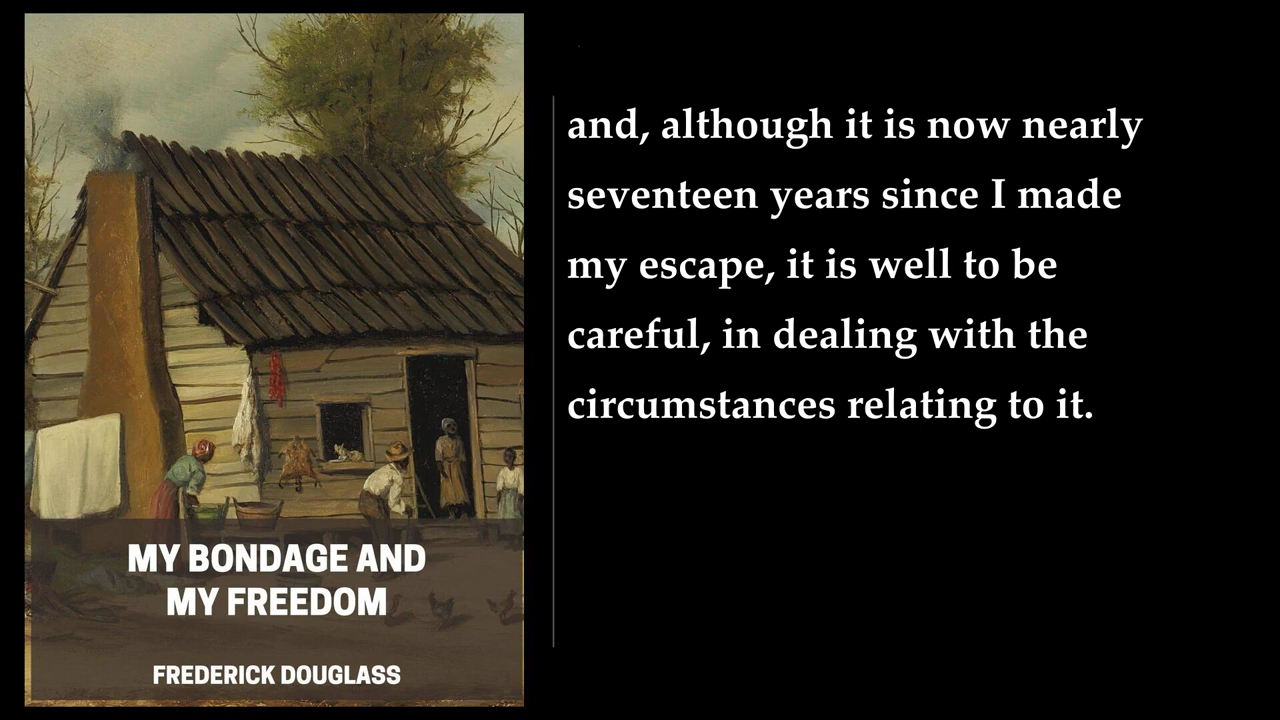 MY BONDAGE AND
MY FREEDOM
FREDERICK DOUGLASS
and, although it is now nearly
seventeen years since I made
my escape, it is well to be
careful, in dealing with the
circumstances relating to it.